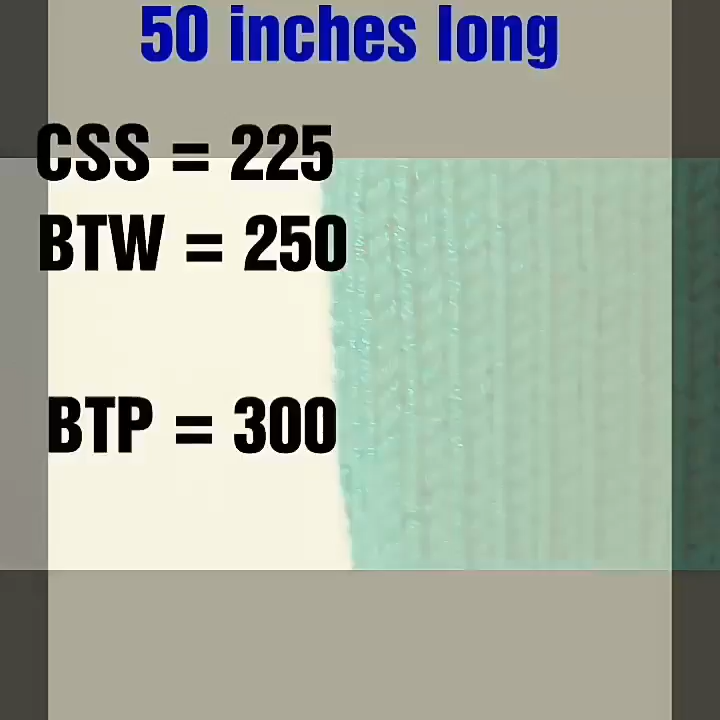 50 inches long
CSS = 225
BTW = 250
BTP = 300